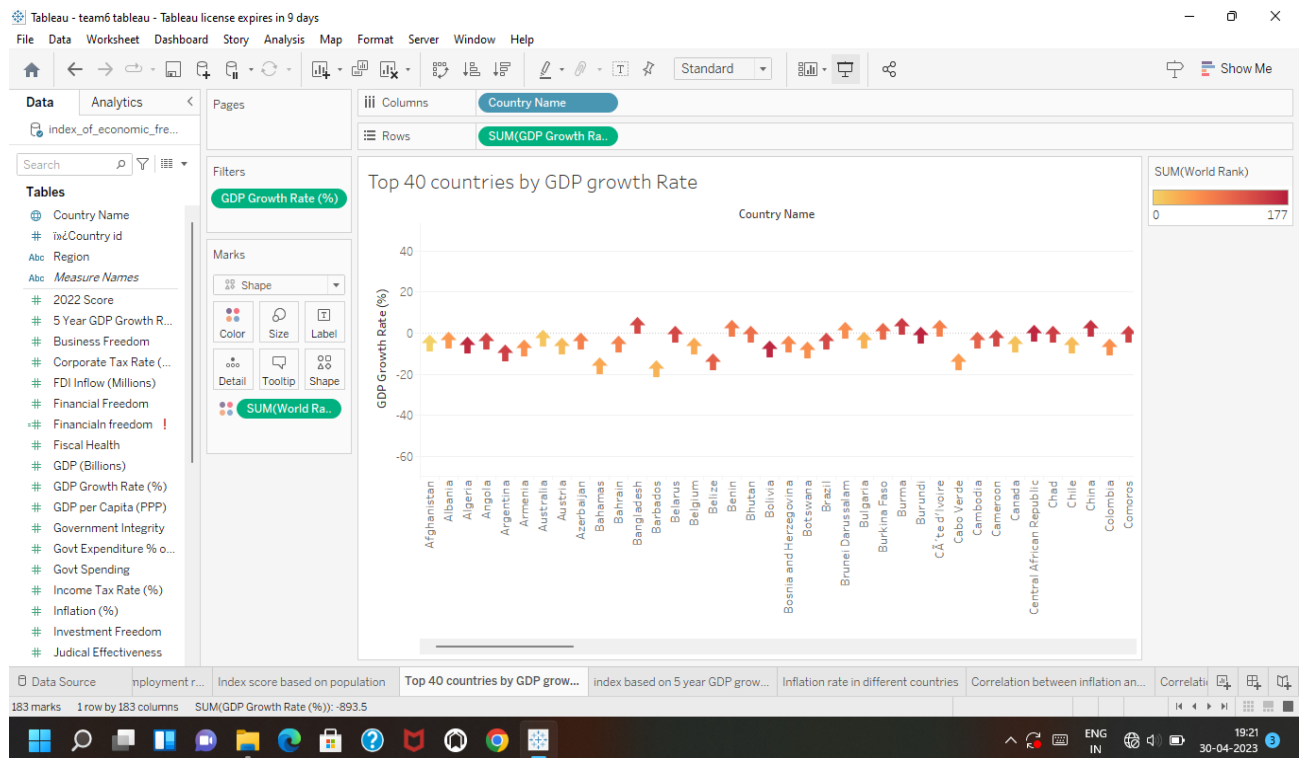 Tableau - team6 tableau - Tableau license expires in 9 days
File Data Worksheet Dashboard Story Analysis Map Format Server Window Help
Standard
Show Me
Data Analytics
index_of_economic_fre...
Search
Tables
Country Name
ï»¿Country id
Abc Region
Abc Measure Names
# 2022 Score
# 5 Year GDP Growth R...
# Business Freedom
# Corporate Tax Rate (...
# FDI Inflow (Millions)
# Financial Freedom
=# Financialn freedom !
# Fiscal Health
# GDP (Billions)
# GDP Growth Rate (%)
# GDP per Capita (PPP)
# Government Integrity
# Govt Expenditure % o...
# Govt Spending
# Income Tax Rate (%)
# Inflation (%)
# Investment Freedom
# Judical Effectiveness
Pages
Filters
GDP Growth Rate (%)
Marks
Shape
Color Size Label
Detail Tooltip Shape
SUM(World Ra..
Columns
Country Name
Rows
SUM(GDP Growth Ra..
Top 40 countries by GDP growth Rate
Country Name
GDP Growth Rate (%)
40
20
0
-20
-40
-60
Afghanistan
Albania
Algeria
Angola
Argentina
Armenia
Australia
Austria
Azerbaijan
Bahamas
Bahrain
Bangladesh
Barbados
Belarus
Belgium
Belize
Benin
Bhutan
Bolivia
Bosnia and Herzegovina
Botswana
Brazil
Brunei Darussalam
Bulgaria
Burkina Faso
Burma
Burundi
CÃ´te d'Ivoire
Cabo Verde
Cambodia
Cameroon
Canada
Central African Republic
Chad
Chile
China
Colombia
Comoros
SUM(World Rank)
0 177
Data Source
nployment r...
Index score based on population
Top 40 countries by GDP grow...
index based on 5 year GDP grow...
Inflation rate in different countries
Correlation between inflation an...
Correlati
183 marks 1 row by 183 columns SUM(GDP Growth Rate (%)): -893.5
ENG
IN
19:21
30-04-2023
3